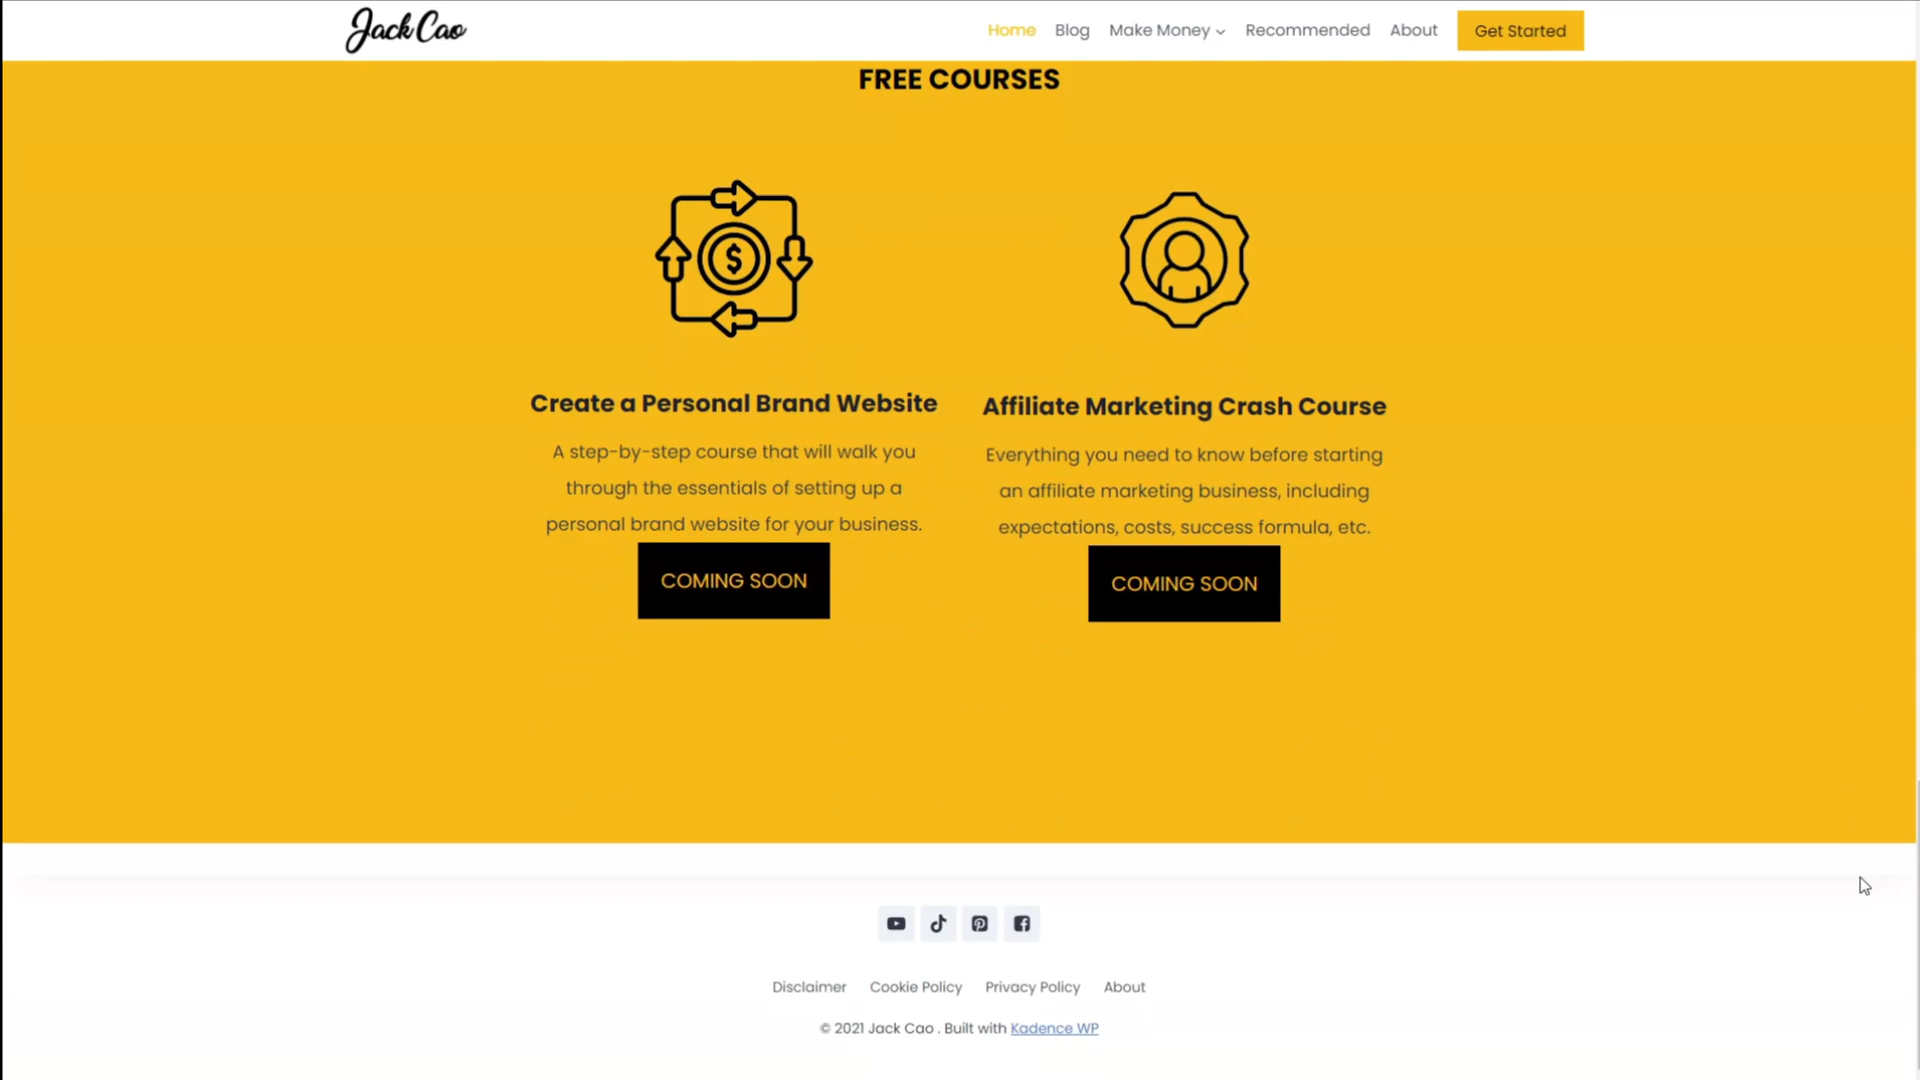 Jack Cao
Home Blog Make Money Recommended About Get Started
FREE COURSES
$
Create a Personal Brand Website
A step-by-step course that will walk you
through the essentials of setting up a
personal brand website for your business.
COMING SOON
Affiliate Marketing Crash Course
Everything you need to know before starting
an affiliate marketing business, including
expectations, costs, success formula, etc.
COMING SOON
Disclaimer Cookie Policy Privacy Policy About
© 2021 Jack Cao . Built with Kadence WP